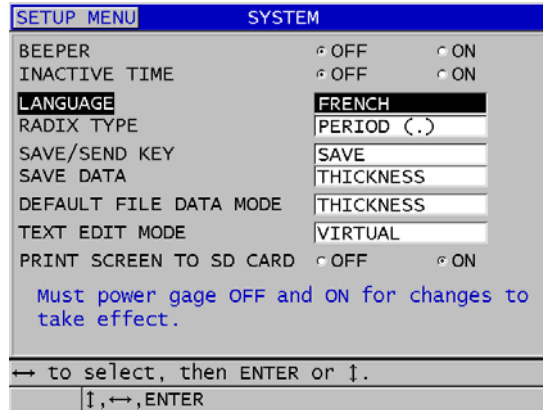 SETUP MENU SYSTEM
BEEPER OFF ON
INACTIVE TIME OFF ON
LANGUAGE FRENCH
RADIX TYPE PERIOD (.)
SAVE/SEND KEY SAVE
SAVE DATA THICKNESS
DEFAULT FILE DATA MODE THICKNESS
TEXT EDIT MODE VIRTUAL
PRINT SCREEN TO SD CARD OFF ON
Must power gage OFF and ON for changes to
take effect.
↔ to select, then ENTER or ↕.
↕,↔,ENTER